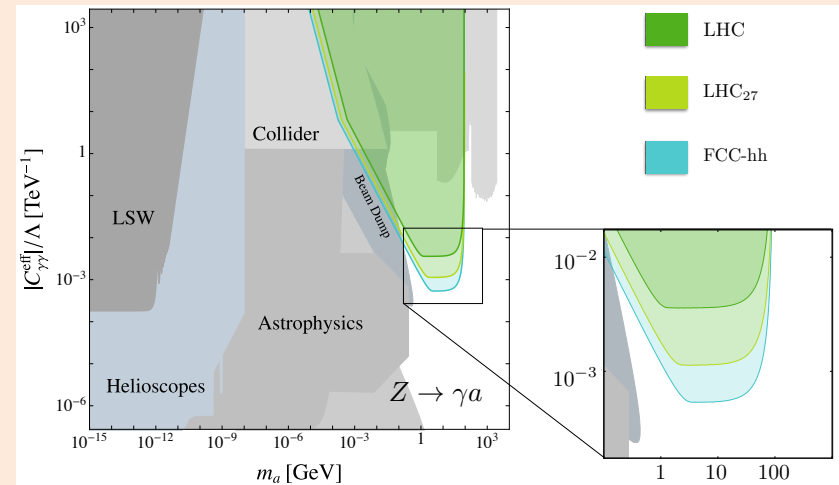 |C_γγ^eff|/Λ [TeV⁻¹]
10³
1
10⁻³
10⁻⁶
10⁻¹⁵ 10⁻¹² 10⁻⁹ 10⁻⁶ 10⁻³ 1 10³
m_a [GeV]
LSW
Collider
Beam Dump
Astrophysics
Helioscopes
Z → γa
LHC
LHC₂₇
FCC-hh
10⁻²
10⁻³
1 10 100